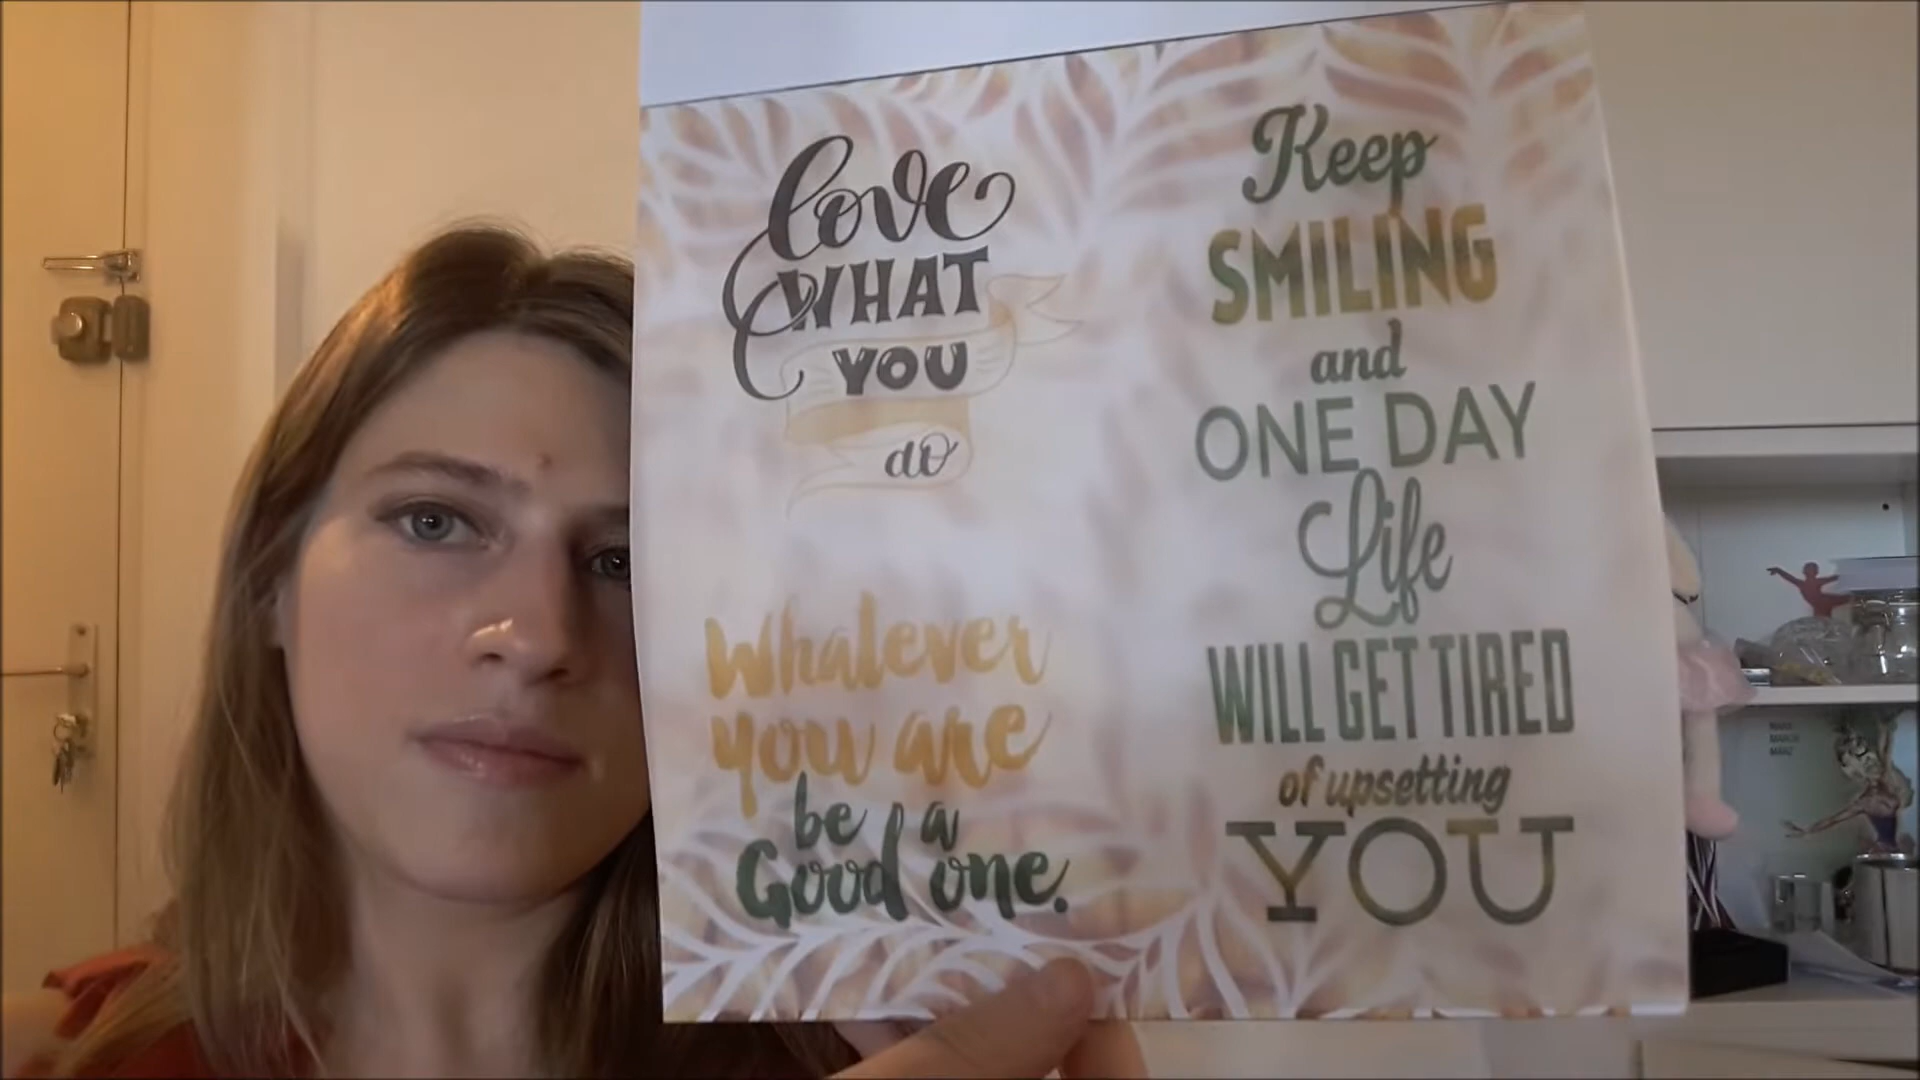 love
WHAT
YOU
do
Whatever
you are
be a
Good one.
Keep
SMILING
and
ONE DAY
Life
WILL GET TIRED
of upsetting
YOU